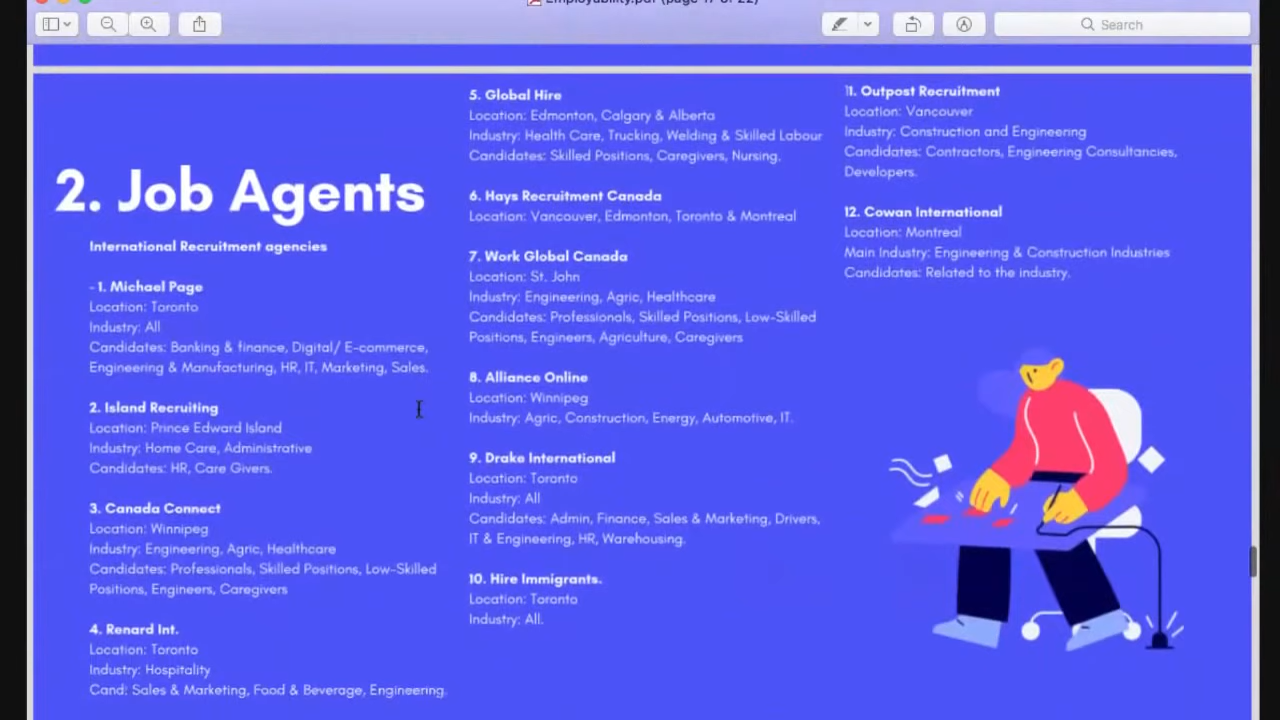 Search
2. Job Agents
International Recruitment agencies
- 1. Michael Page
Location: Toronto
Industry: All
Candidates: Banking & finance, Digital/ E-commerce,
Engineering & Manufacturing, HR, IT, Marketing, Sales.
2. Island Recruiting
Location: Prince Edward Island
Industry: Home Care, Administrative
Candidates: HR, Care Givers.
3. Canada Connect
Location: Winnipeg
Industry: Engineering, Agric, Healthcare
Candidates: Professionals, Skilled Positions, Low-Skilled
Positions, Engineers, Caregivers
4. Renard Int.
Location: Toronto
Industry: Hospitality
Cand: Sales & Marketing, Food & Beverage, Engineering.
5. Global Hire
Location: Edmonton, Calgary & Alberta
Industry: Health Care, Trucking, Welding & Skilled Labour
Candidates: Skilled Positions, Caregivers, Nursing.
6. Hays Recruitment Canada
Location: Vancouver, Edmonton, Toronto & Montreal
7. Work Global Canada
Location: St. John
Industry: Engineering, Agric, Healthcare
Candidates: Professionals, Skilled Positions, Low-Skilled
Positions, Engineers, Agriculture, Caregivers
8. Alliance Online
Location: Winnipeg
Industry: Agric, Construction, Energy, Automotive, IT.
9. Drake International
Location: Toronto
Industry: All
Candidates: Admin, Finance, Sales & Marketing, Drivers,
IT & Engineering, HR, Warehousing.
10. Hire Immigrants.
Location: Toronto
Industry: All.
11. Outpost Recruitment
Location: Vancouver
Industry: Construction and Engineering
Candidates: Contractors, Engineering Consultancies,
Developers.
12. Cowan International
Location: Montreal
Main Industry: Engineering & Construction Industries
Candidates: Related to the industry.